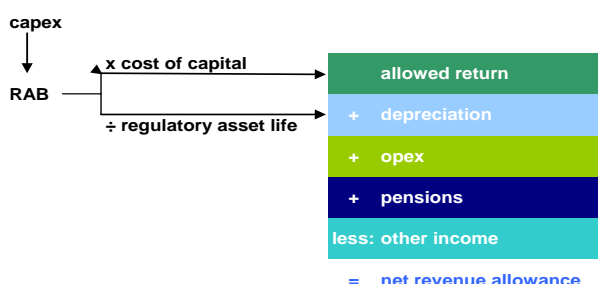 capex
x cost of capital
allowed return
RAB
+ depreciation
÷ regulatory asset life
+ opex
+ pensions
less: other income
= net revenue allowance